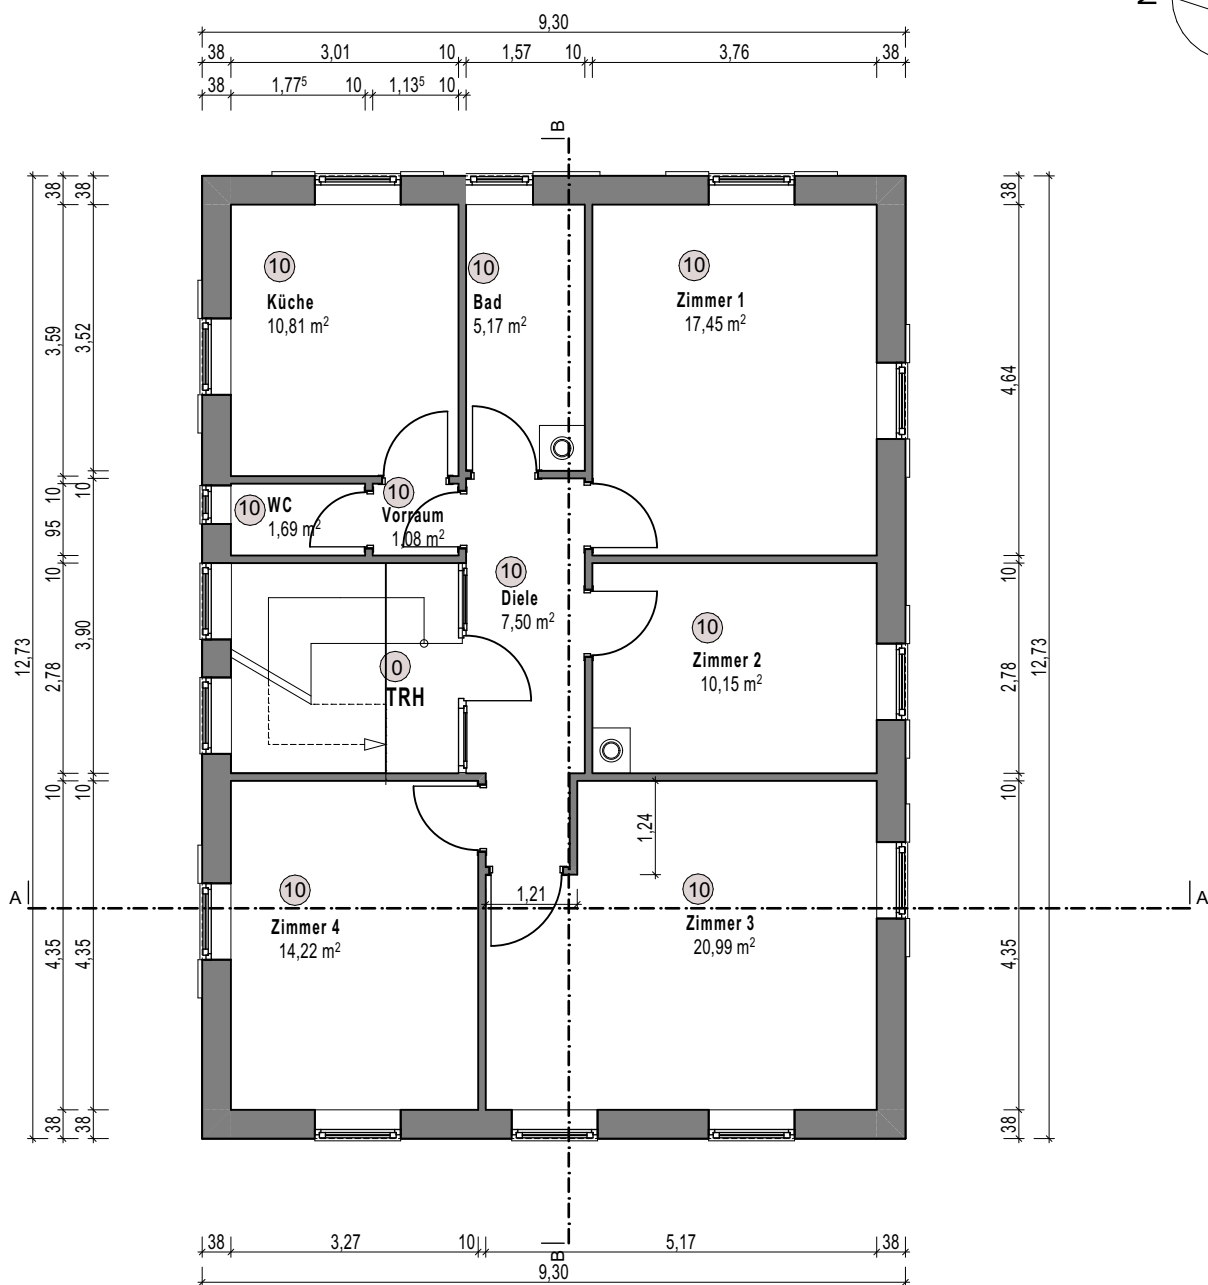 N
9,30
38 3,01 10 1,57 10 3,76 38
38 1,77⁵ 10 1,13⁵ 10
B
38 38 38
10
Küche
10,81 m²
10
Bad
5,17 m²
10
Zimmer 1
17,45 m²
3,59 3,52 4,64
10 10
95
10
WC
1,69 m²
10
Vorraum
1,08 m²
10
Diele
7,50 m²
10 10
12,73 2,78 3,90
0
TRH
10
Zimmer 2
10,15 m²
2,78 12,73
10 10 10
1,24
1,21
A A
10
Zimmer 4
14,22 m²
10
Zimmer 3
20,99 m²
4,35 4,35 4,35
38 38 38
38 3,27 10 B 5,17 38
9,30